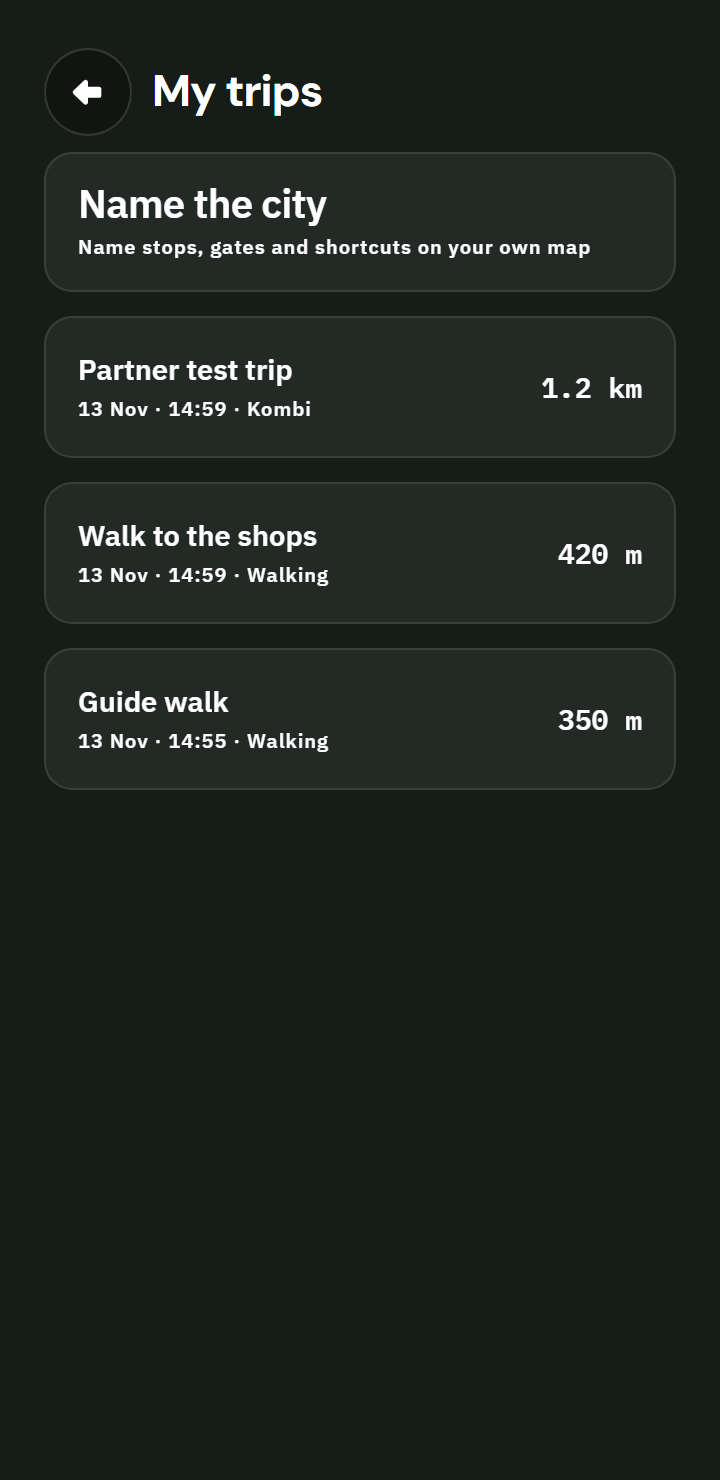 My trips
Name the city
Name stops, gates and shortcuts on your own map
Partner test trip
13 Nov · 14:59 · Kombi
1.2 km
Walk to the shops
13 Nov · 14:59 · Walking
420 m
Guide walk
13 Nov · 14:55 · Walking
350 m